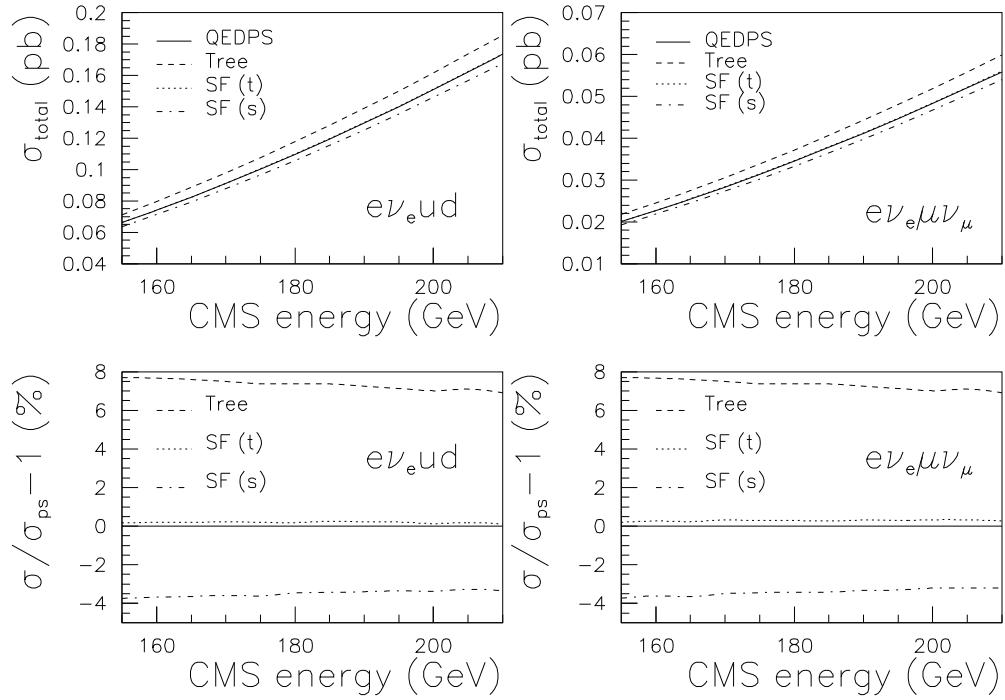 σtotal (pb)
0.2
0.18
0.16
0.14
0.12
0.1
0.08
0.06
0.04
QEDPS
Tree
SF (t)
SF (s)
eνeud
160
180
200
CMS energy (GeV)
σtotal (pb)
0.07
0.06
0.05
0.04
0.03
0.02
0.01
QEDPS
Tree
SF (t)
SF (s)
eνeμνμ
160
180
200
CMS energy (GeV)
σ/σps−1 (%)
8
6
4
2
0
−2
−4
Tree
SF (t)
SF (s)
eνeud
160
180
200
CMS energy (GeV)
σ/σps−1 (%)
8
6
4
2
0
−2
−4
Tree
SF (t)
SF (s)
eνeμνμ
160
180
200
CMS energy (GeV)